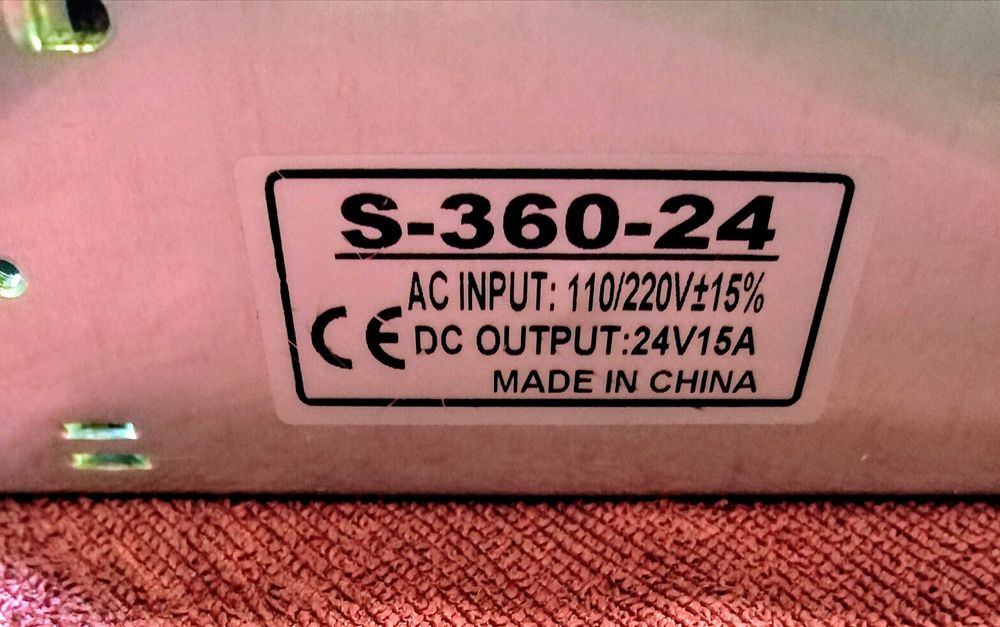 S-360-24
AC INPUT: 110/220V±15%
CE DC OUTPUT:24V15A
MADE IN CHINA